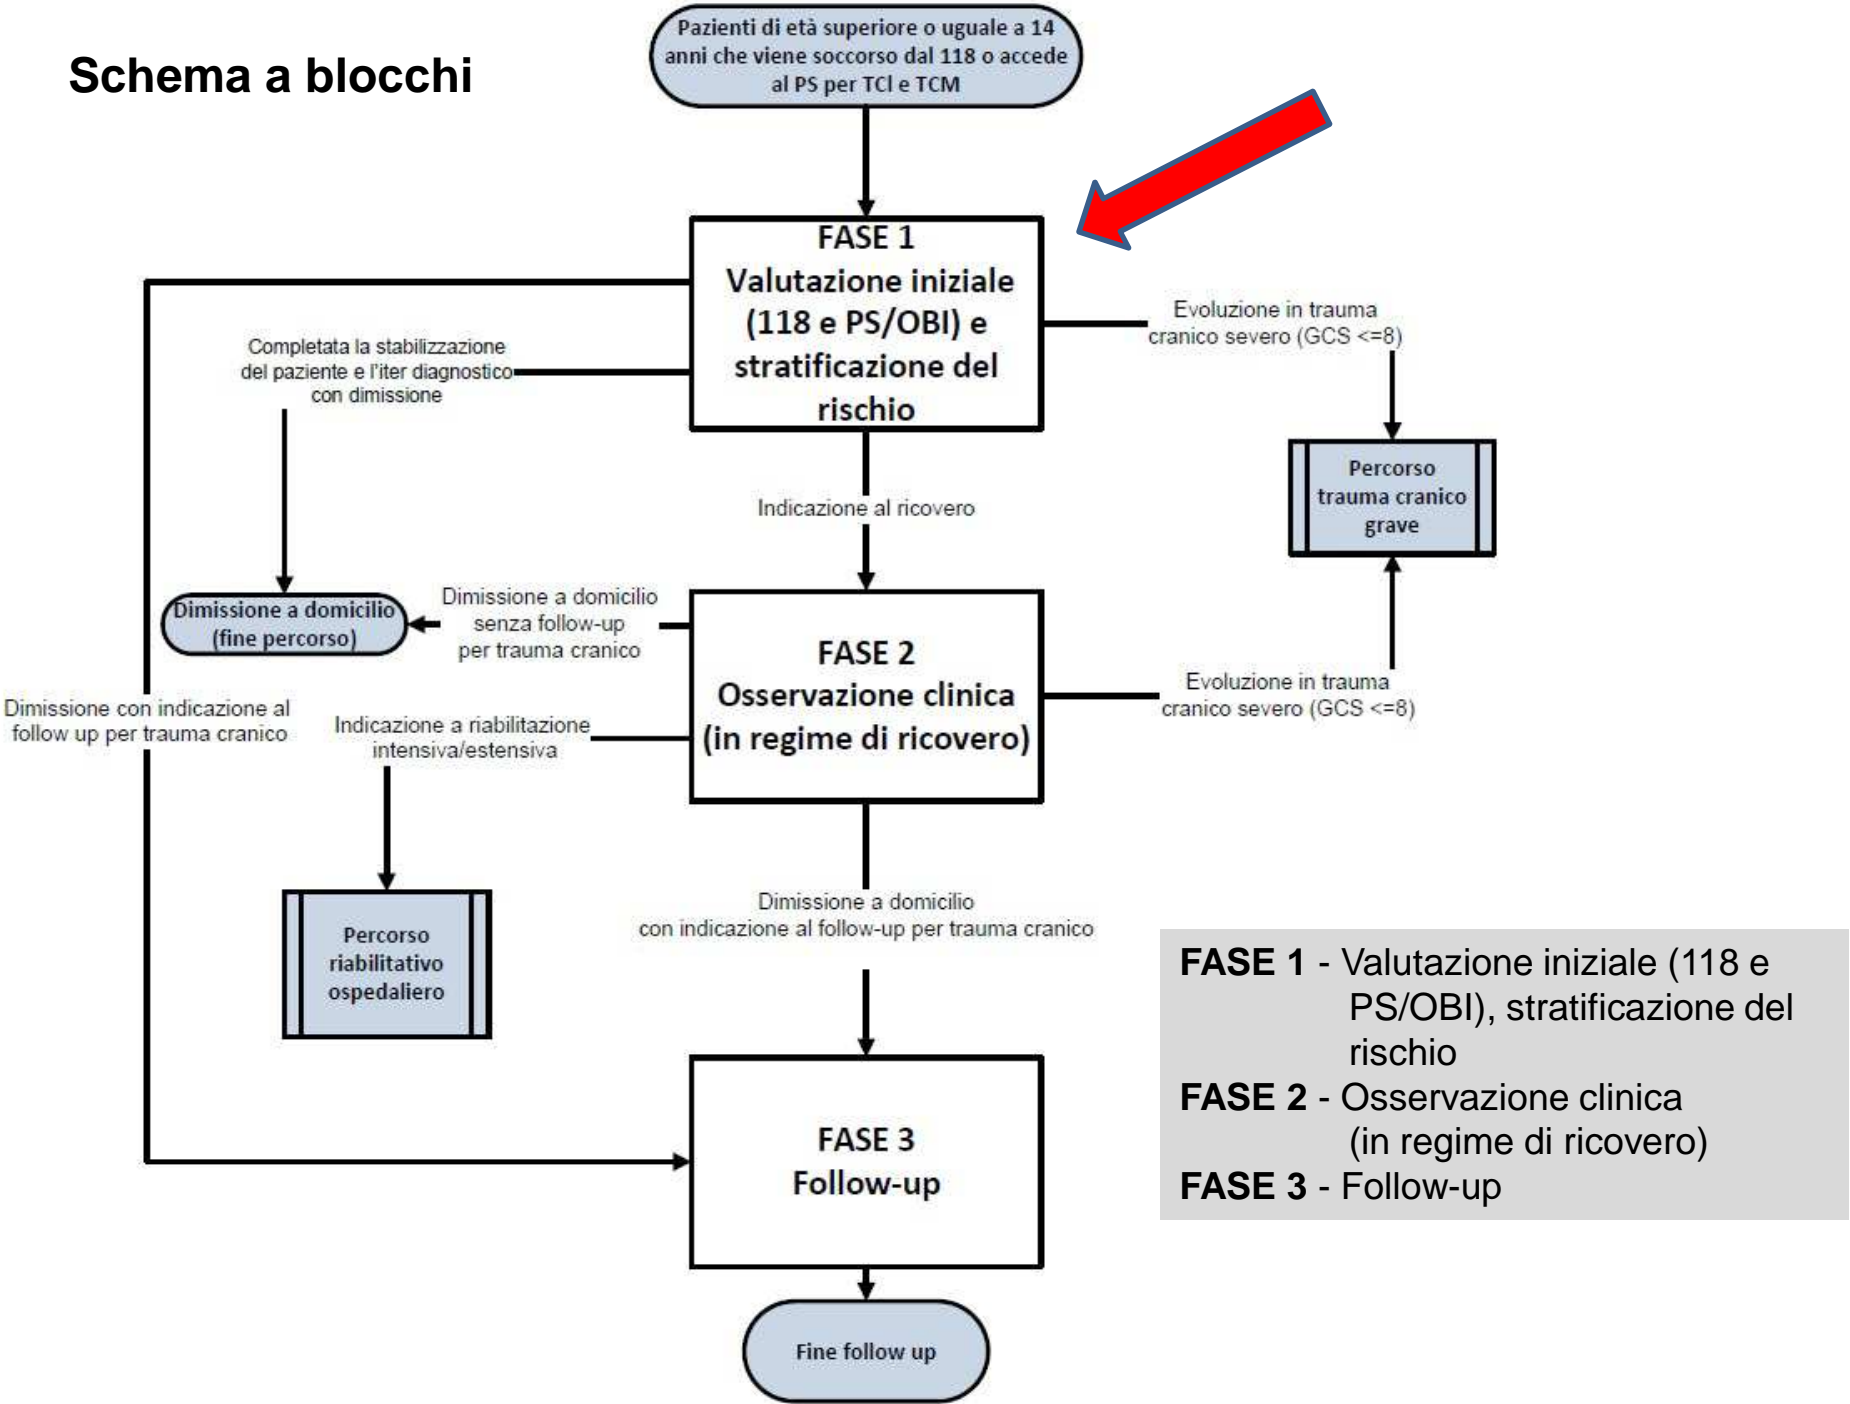 Schema a blocchi
Pazienti di età superiore o uguale a 14
anni che viene soccorso dal 118 o accede
al PS per TCl e TCM
FASE 1
Valutazione iniziale
(118 e PS/OBI) e
stratificazione del
rischio
Evoluzione in trauma
cranico severo (GCS <=8)
Completata la stabilizzazione
del paziente e l'iter diagnostico
con dimissione
Percorso
trauma cranico
grave
Indicazione al ricovero
Dimissione a domicilio
(fine percorso)
Dimissione a domicilio
senza follow-up
per trauma cranico
FASE 2
Osservazione clinica
(in regime di ricovero)
Evoluzione in trauma
cranico severo (GCS <=8)
Dimissione con indicazione al
follow up per trauma cranico
Indicazione a riabilitazione
intensiva/estensiva
Percorso
riabilitativo
ospedaliero
Dimissione a domicilio
con indicazione al follow-up per trauma cranico
FASE 3
Follow-up
Fine follow up
FASE 1 - Valutazione iniziale (118 e
PS/OBI), stratificazione del
rischio
FASE 2 - Osservazione clinica
(in regime di ricovero)
FASE 3 - Follow-up